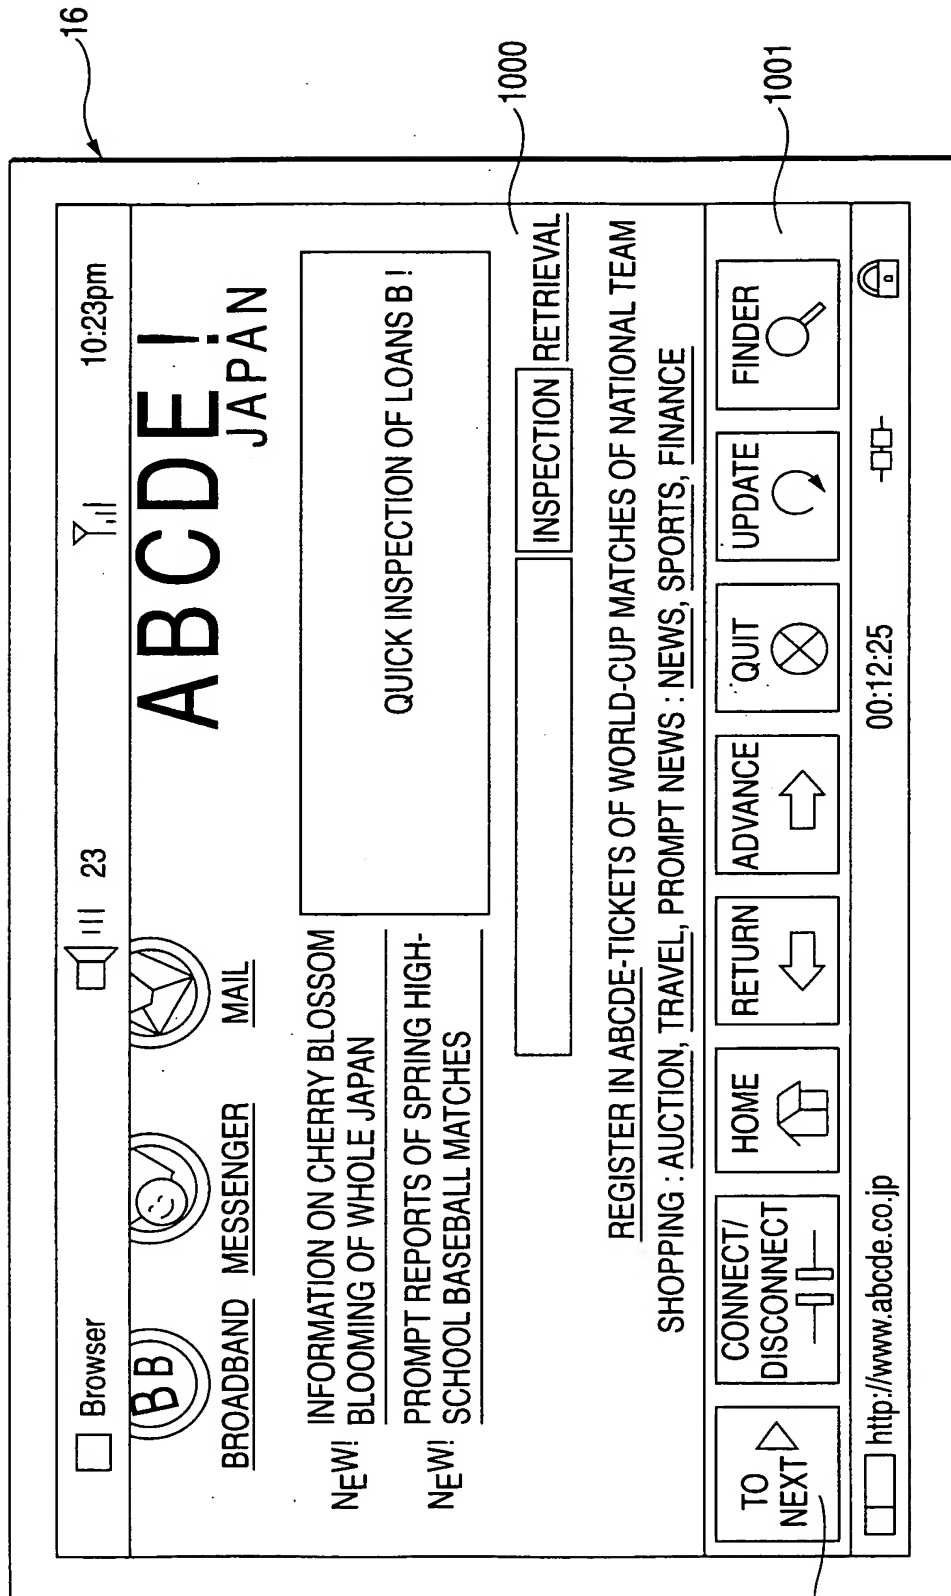 16
Browser 23 10:23pm
BB
ABCDE!
JAPAN
BROADBAND MESSENGER MAIL
NEW! INFORMATION ON CHERRY BLOSSOM
BLOOMING OF WHOLE JAPAN
NEW! PROMPT REPORTS OF SPRING HIGH-
SCHOOL BASEBALL MATCHES
QUICK INSPECTION OF LOANS B !
INSPECTION RETRIEVAL
1000
REGISTER IN ABCDE-TICKETS OF WORLD-CUP MATCHES OF NATIONAL TEAM
SHOPPING : AUCTION, TRAVEL, PROMPT NEWS : NEWS, SPORTS, FINANCE
TO
NEXT
CONNECT/
DISCONNECT
HOME
RETURN
ADVANCE
QUIT
UPDATE
FINDER
1001
http://www.abcde.co.jp 00:12:25